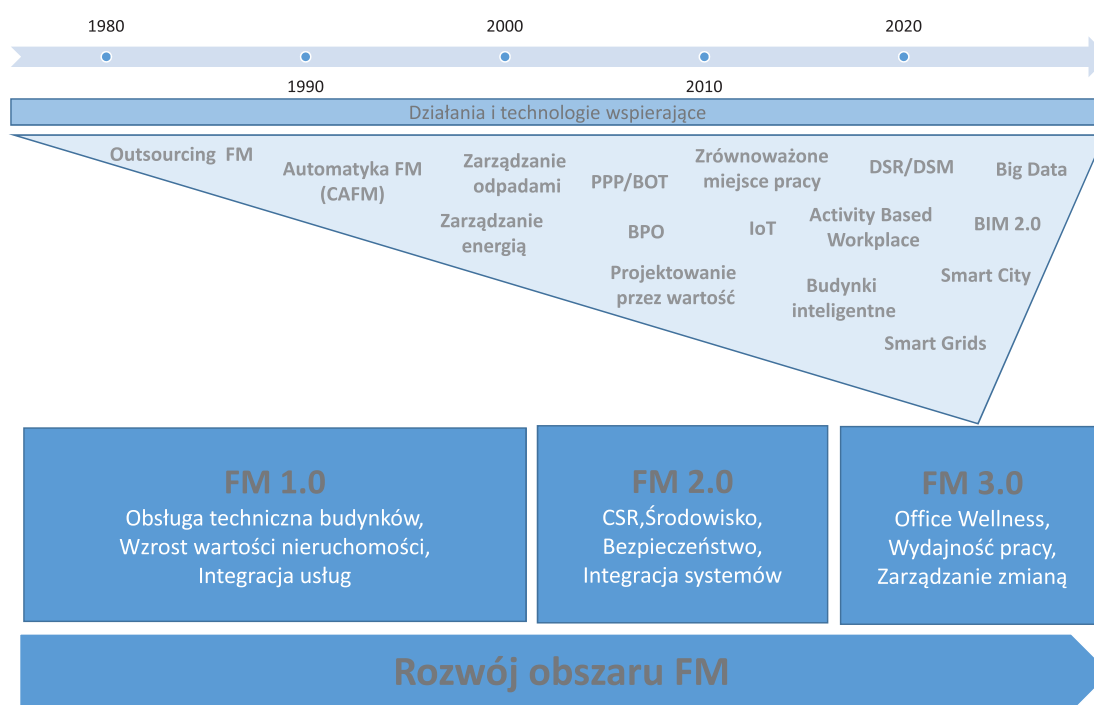 1980
2000
2020
1990
2010
Działania i technologie wspierające
Outsourcing FM
Automatyka FM
(CAFM)
Zarządzanie
odpadami
Zarządzanie
energią
PPP/BOT
BPO
Projektowanie
przez wartość
Zrównoważone
miejsce pracy
IoT
DSR/DSM
Activity Based
Workplace
Budynki
inteligentne
Big Data
BIM 2.0
Smart City
Smart Grids
FM 1.0
Obsługa techniczna budynków,
Wzrost wartości nieruchomości,
Integracja usług
FM 2.0
CSR,Środowisko,
Bezpieczeństwo,
Integracja systemów
FM 3.0
Office Wellness,
Wydajność pracy,
Zarządzanie zmianą
Rozwój obszaru FM